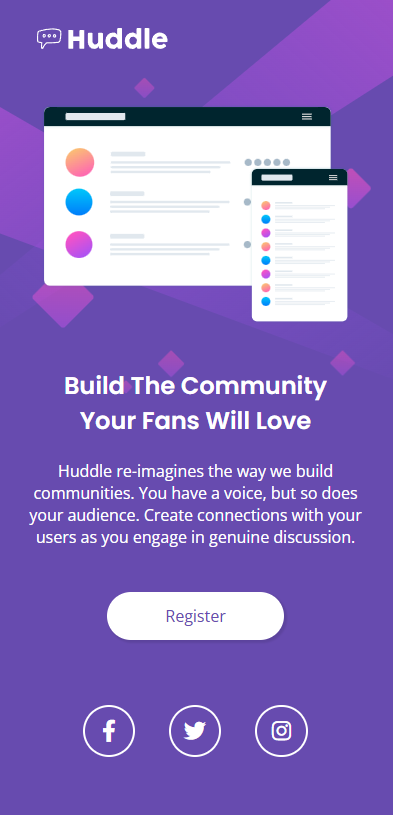 Huddle
Build The Community
Your Fans Will Love
Huddle re-imagines the way we build
communities. You have a voice, but so does
your audience. Create connections with your
users as you engage in genuine discussion.
Register